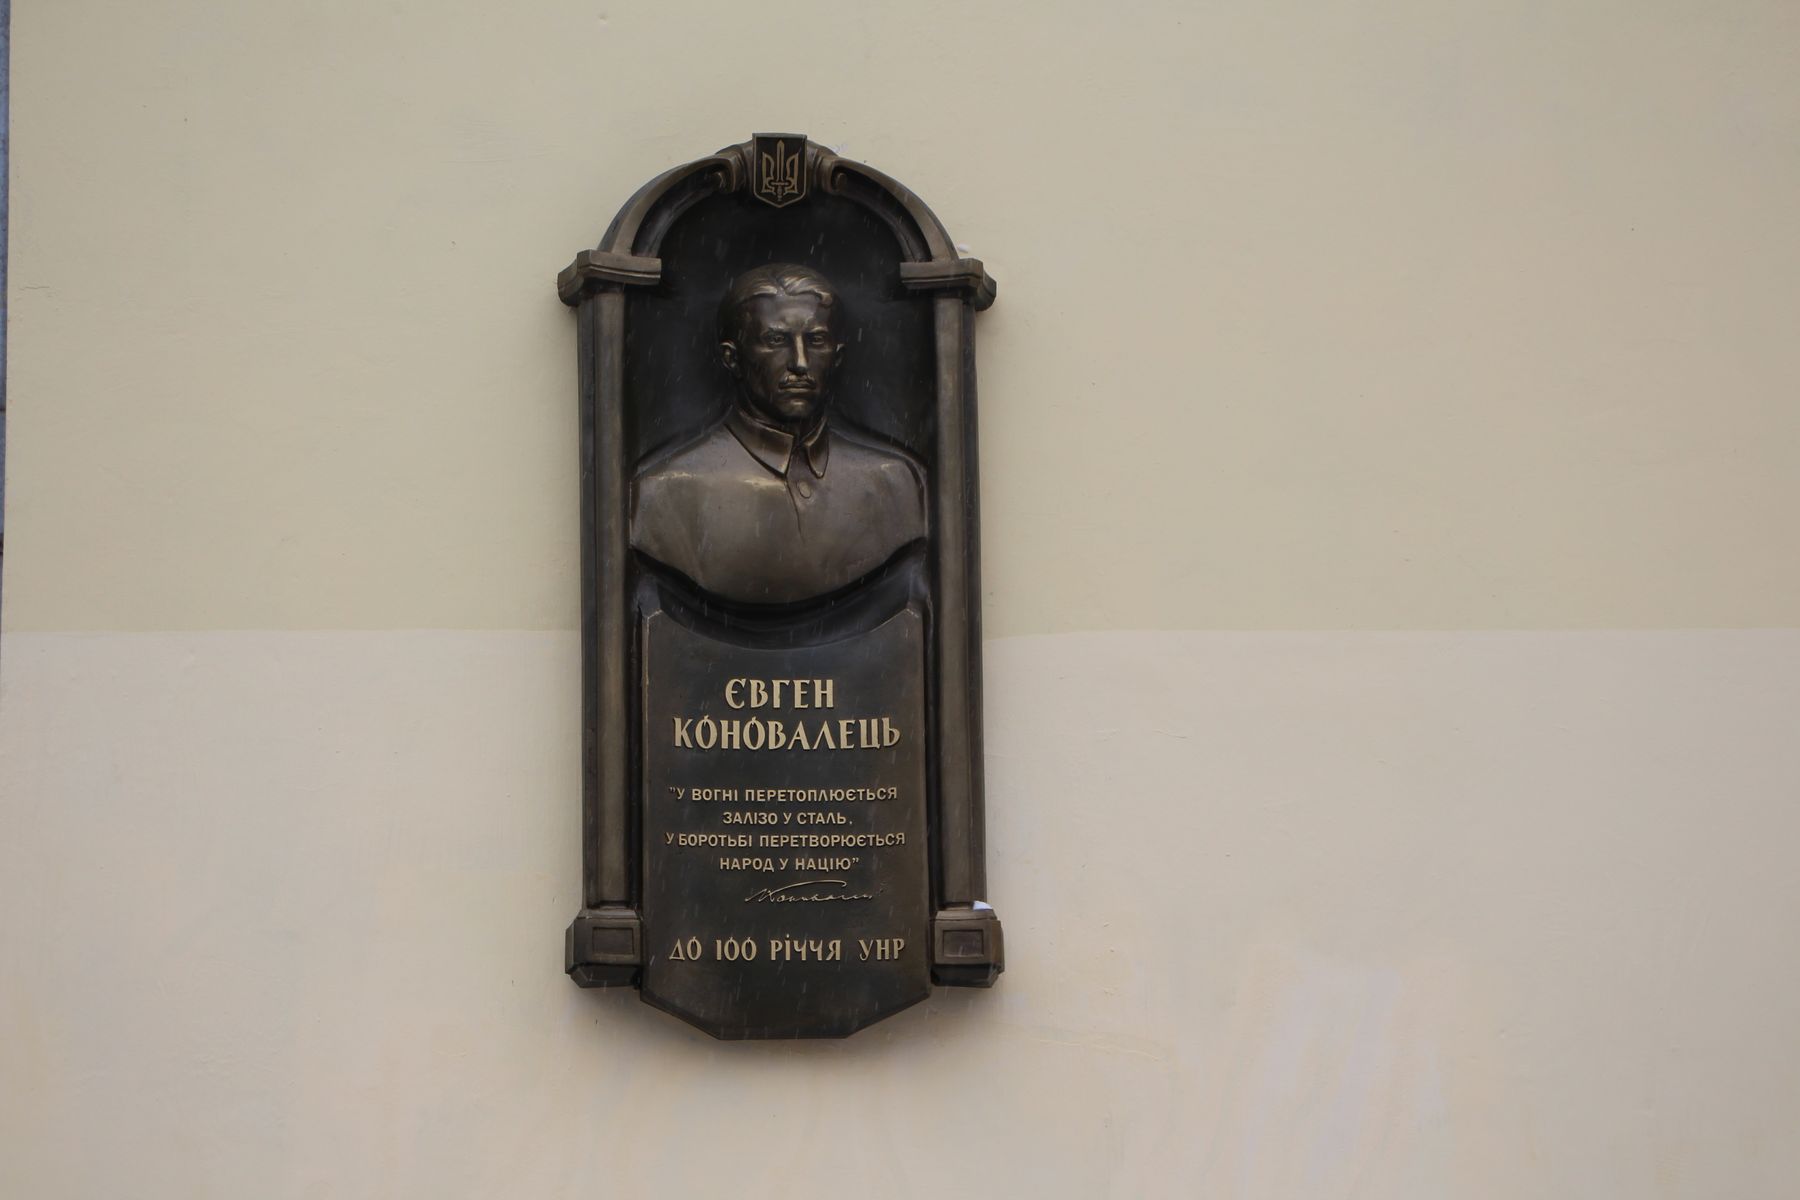 ЄВГЕН
КОНОВАЛЕЦЬ
"У ВОГНІ ПЕРЕТОПЛЮЄТЬСЯ
ЗАЛІЗО У СТАЛЬ,
У БОРОТЬБІ ПЕРЕТВОРЮЄТЬСЯ
НАРОД У НАЦІЮ"
ДО 100 РІЧЧЯ УНР